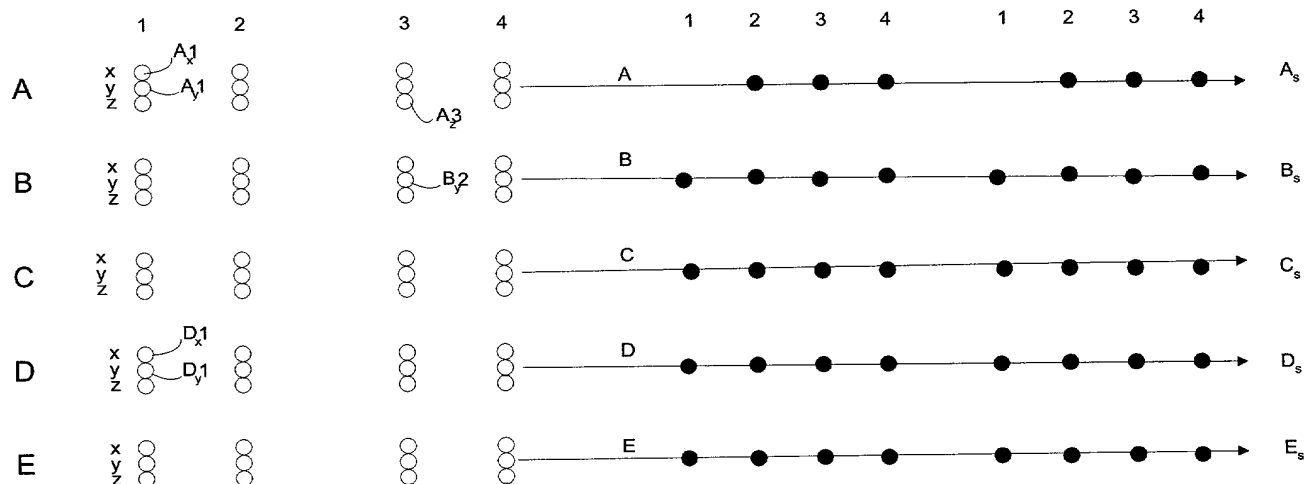 1 2 3 4 1 2 3 4 1 2 3 4
A x y z Ax1 Ay1 Az3 A As
B x y z By2 B Bs
C x y z C Cs
D x y z Dx1 Dy1 D Ds
E x y z E Es